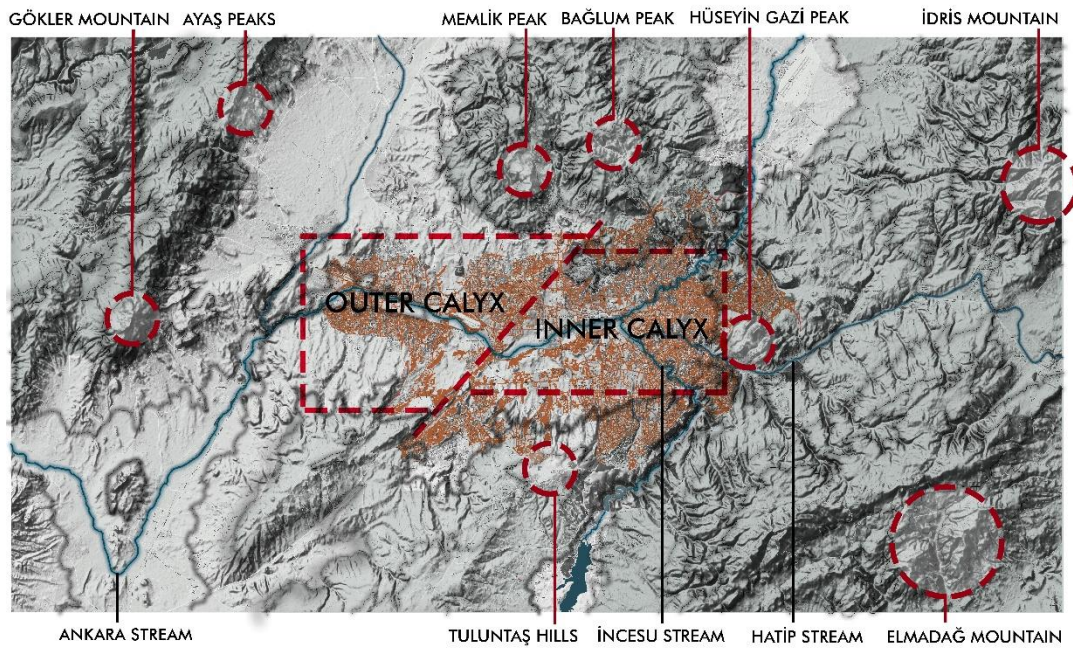 GÖKLER MOUNTAIN
AYAŞ PEAKS
MEMLİK PEAK
BAĞLUM PEAK
HÜSEYİN GAZİ PEAK
İDRİS MOUNTAIN
OUTER CALYX
INNER CALYX
ANKARA STREAM
TULUNTAŞ HILLS
İNCESU STREAM
HATİP STREAM
ELMADAĞ MOUNTAIN